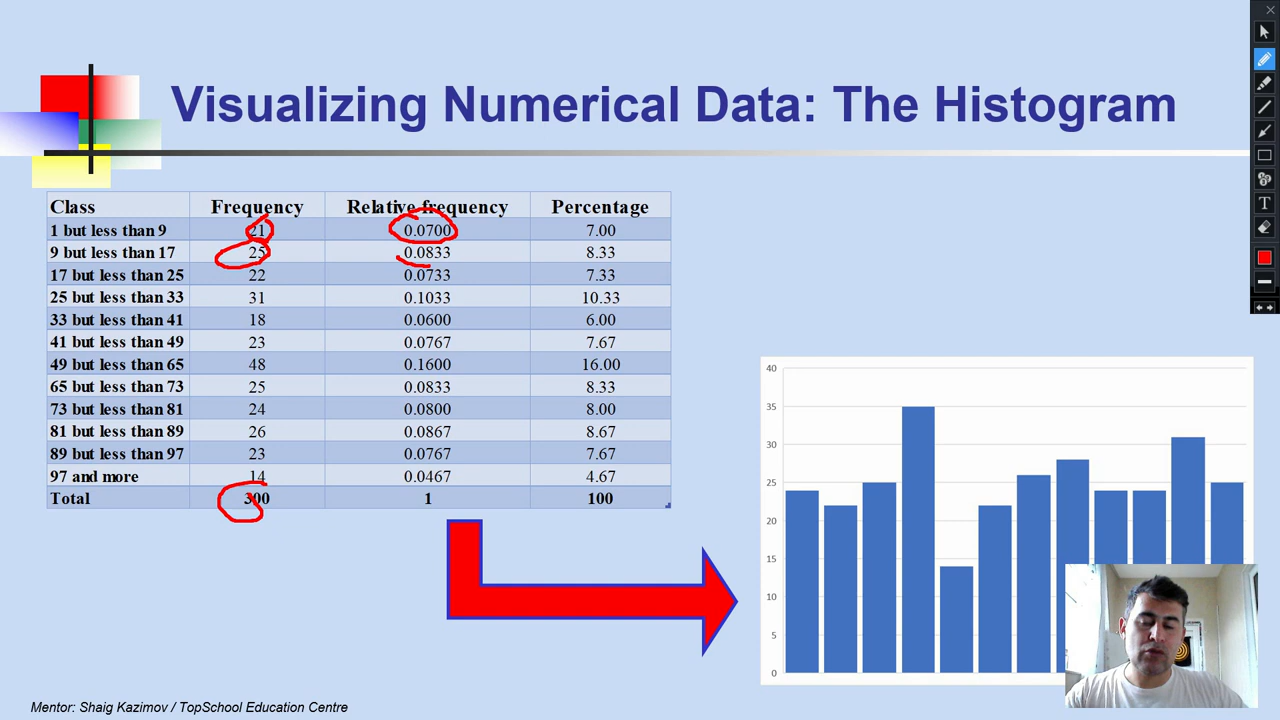 Visualizing Numerical Data: The Histogram
Class Frequency Relative frequency Percentage
1 but less than 9 21 0.0700 7.00
9 but less than 17 25 0.0833 8.33
17 but less than 25 22 0.0733 7.33
25 but less than 33 31 0.1033 10.33
33 but less than 41 18 0.0600 6.00
41 but less than 49 23 0.0767 7.67
49 but less than 65 48 0.1600 16.00
65 but less than 73 25 0.0833 8.33
73 but less than 81 24 0.0800 8.00
81 but less than 89 26 0.0867 8.67
89 but less than 97 23 0.0767 7.67
97 and more 14 0.0467 4.67
Total 300 1 100
40
35
30
25
20
15
10
5
0
T
Mentor: Shaig Kazimov / TopSchool Education Centre